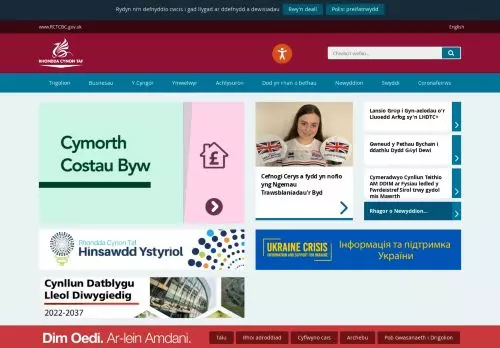 Rydyn ni'n defnyddio cwcis i gad llygad ar ddefnydd a dewisiadau
Iawn'n deall
Polisi preifatrwydd
www.RCTCBC.gov.uk
English
RHONDDA CYNON TAF
Chwilio'r wefan...
Trigolion
Busnesau
Y Cyngor
Ymwelwyr
Achlysuron
Dod yn rhan o bethau
Newyddion
Swyddi
Coronafeirws
Cymorth
Costau Byw
Cefnogi Cerys a fydd yn nofio
yng Ngemau
Trawsblaniadau'r Byd
Lansio Grŵp i Gyn-aelodau o'r
Lluoedd Arfog sy'n LHDTC+
Gwneud y Pethau Bychain i
ddathlu Dydd Gŵyl Dewi
Cymeradwyo Cynllun Teithio
AM DDIM ar Fysiau ledled y
Fwrdeistref Sirol trwy gydol
mis Mawrth
Rhagor o Newyddion...
Rhondda Cynon Taf
Hinsawdd Ystyriol
UKRAINE CRISIS
INFORMATION AND SUPPORT FOR UKRAINE
Інформація та підтримка
України
Cynllun Datblygu
Lleol Diwygiedig
2022-2037
Dim Oedi. Ar-lein Amdani.
Talu
Rhoi adroddiad
Cyflwyno cais
Archebu
Pob Gwasanaeth i Drigolion